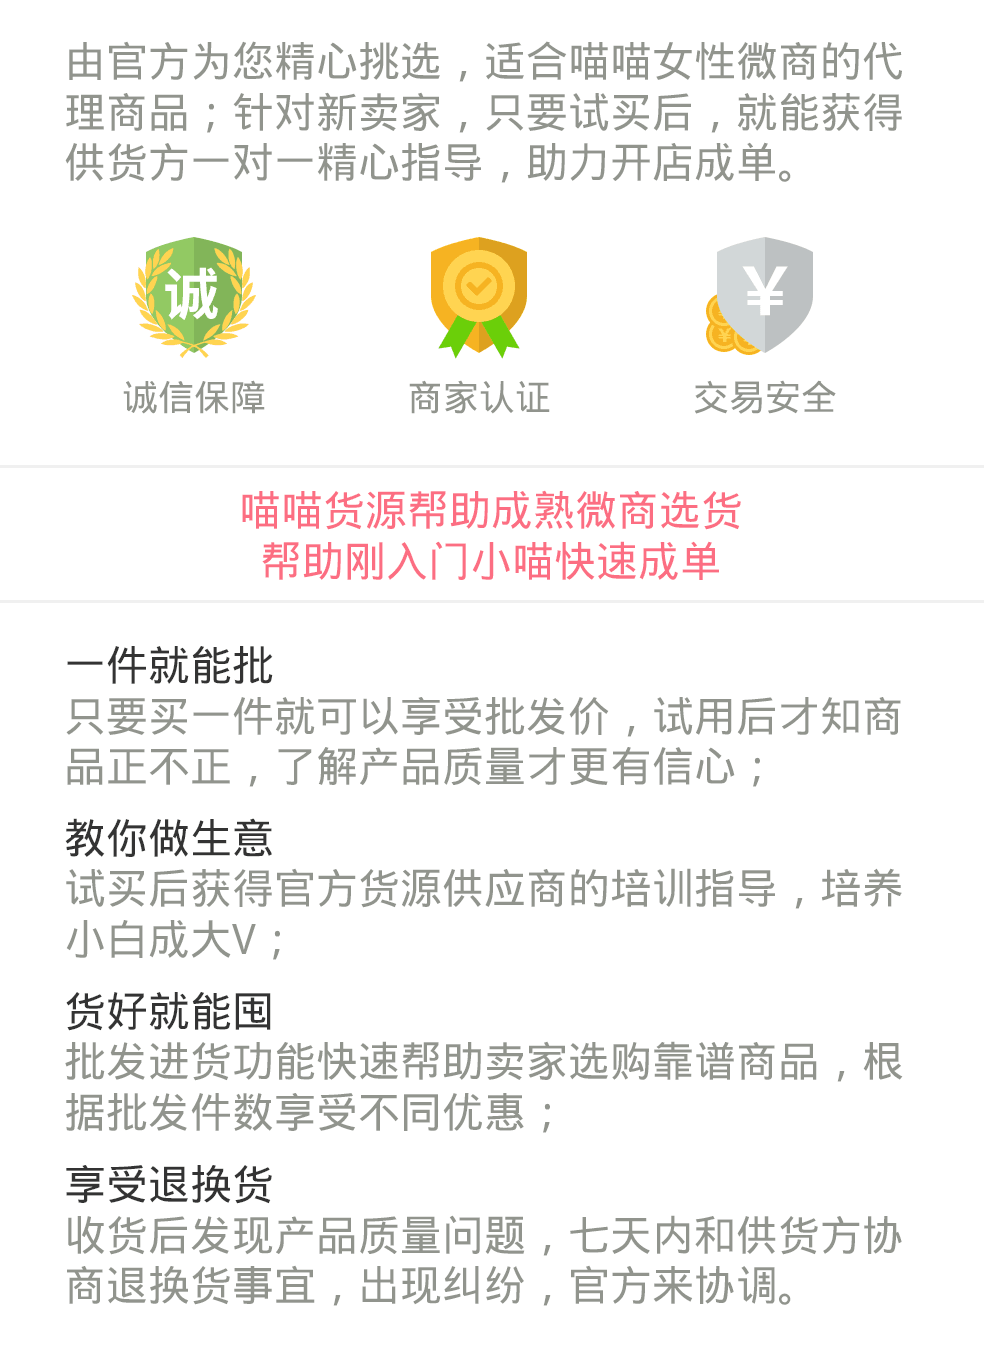 由官方为您精心挑选，适合喵喵女性微商的代
理商品；针对新卖家，只要试买后，就能获得
供货方一对一精心指导，助力开店成单。
诚
¥
¥
¥
¥
诚信保障
商家认证
交易安全
喵喵货源帮助成熟微商选货
帮助刚入门小喵快速成单
一件就能批
只要买一件就可以享受批发价，试用后才知商
品正不正，了解产品质量才更有信心；
教你做生意
试买后获得官方货源供应商的培训指导，培养
小白成大V；
货好就能囤
批发进货功能快速帮助卖家选购靠谱商品，根
据批发件数享受不同优惠；
享受退换货
收货后发现产品质量问题，七天内和供货方协
商退换货事宜，出现纠纷，官方来协调。